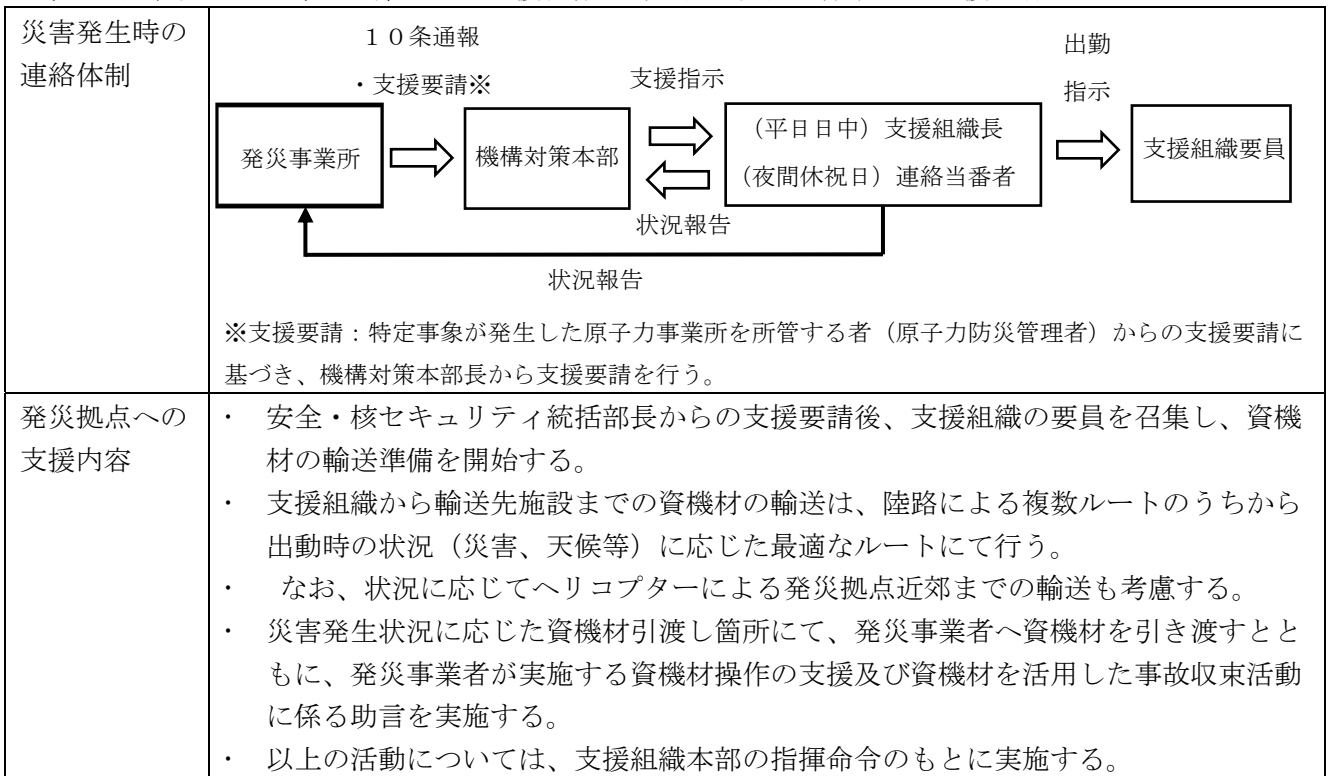 災害発生時の
連絡体制
１０条通報
・支援要請※
支援指示
出勤
指示
発災事業所
機構対策本部
（平日日中）支援組織長
（夜間休祝日）連絡当番者
支援組織要員
状況報告
状況報告
※支援要請：特定事象が発生した原子力事業所を所管する者（原子力防災管理者）からの支援要請に
基づき、機構対策本部長から支援要請を行う。
発災拠点への
支援内容
・ 安全・核セキュリティ統括部長からの支援要請後、支援組織の要員を召集し、資機
材の輸送準備を開始する。
・ 支援組織から輸送先施設までの資機材の輸送は、陸路による複数ルートのうちから
出動時の状況（災害、天候等）に応じた最適なルートにて行う。
・ なお、状況に応じてヘリコプターによる発災拠点近郊までの輸送も考慮する。
・ 災害発生状況に応じた資機材引渡し箇所にて、発災事業者へ資機材を引き渡すとと
もに、発災事業者が実施する資機材操作の支援及び資機材を活用した事故収束活動
に係る助言を実施する。
・ 以上の活動については、支援組織本部の指揮命令のもとに実施する。